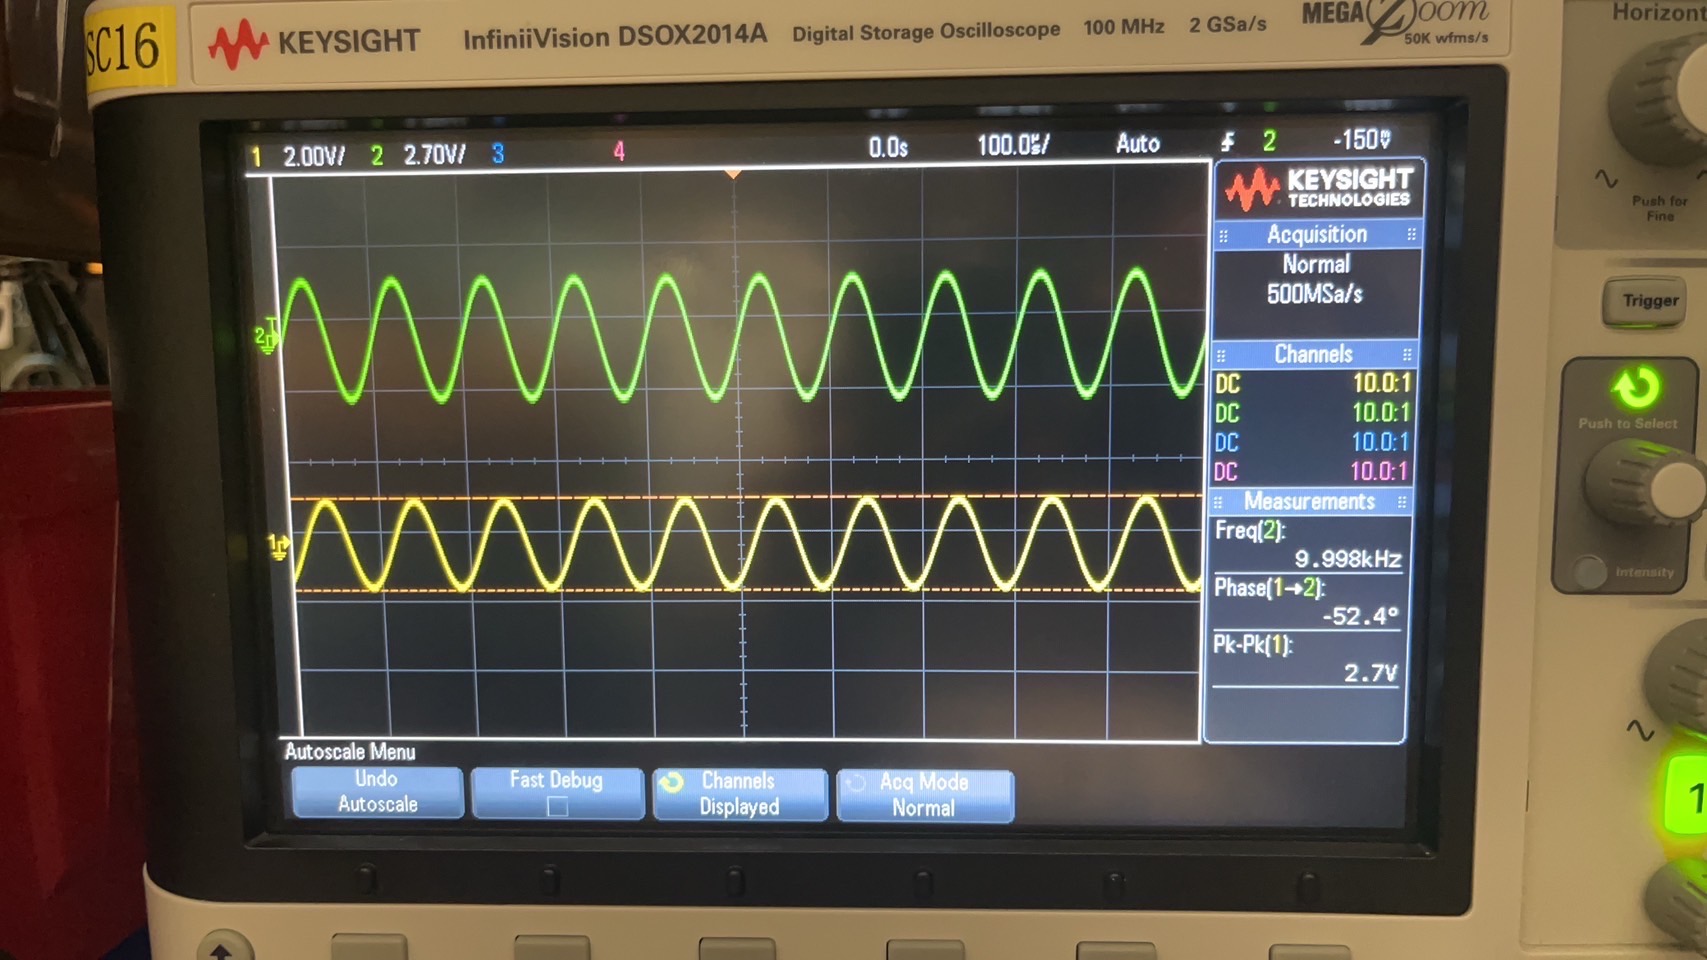 SC16
KEYSIGHT InfiniiVision DSOX2014A Digital Storage Oscilloscope 100 MHz 2 GSa/s
MEGA Zoom
50K wfms/s
Horizon
Push for
Fine
1 2.00V/ 2 2.70V/ 3 4 0.0s 100.0µs/ Auto 2 -150mV
KEYSIGHT
TECHNOLOGIES
Acquisition
Normal
500MSa/s
Channels
DC 10.0:1
DC 10.0:1
DC 10.0:1
DC 10.0:1
Measurements
Freq(2):
9.998kHz
Phase(1→2):
-52.4°
Pk-Pk(1):
2.7V
2
T
1
Autoscale Menu
Undo
Autoscale
Fast Debug
Channels
Displayed
Acq Mode
Normal
Trigger
Push to Select
Intensity
1